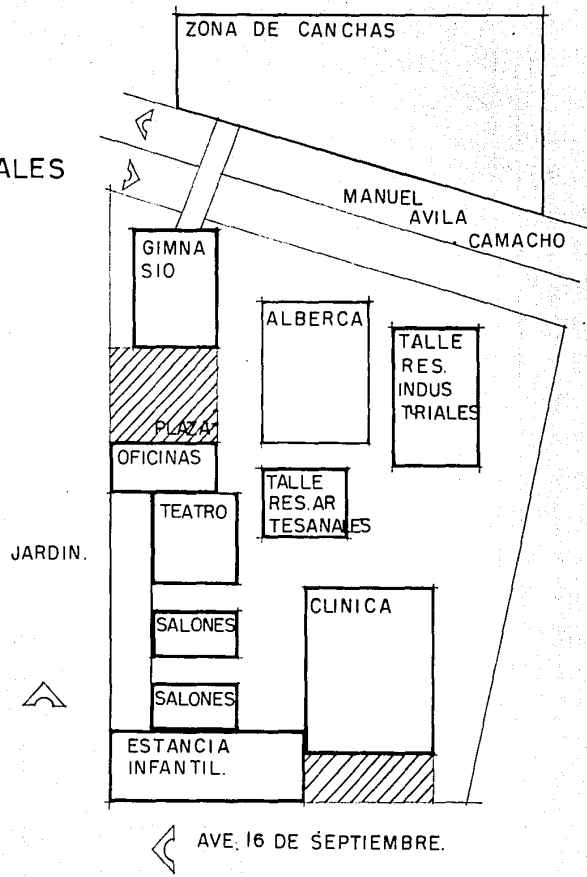 ZONA DE CANCHAS
ALES
MANUEL
AVILA
CAMACHO
GIMNA
SIO
ALBERCA
TALLE
RES.
INDUS
TRIALES
PLAZA
OFICINAS
TALLE
RES. AR
TESANALES
TEATRO
JARDIN.
CLINICA
SALONES
SALONES
ESTANCIA
INFANTIL.
AVE. 16 DE SEPTIEMBRE.